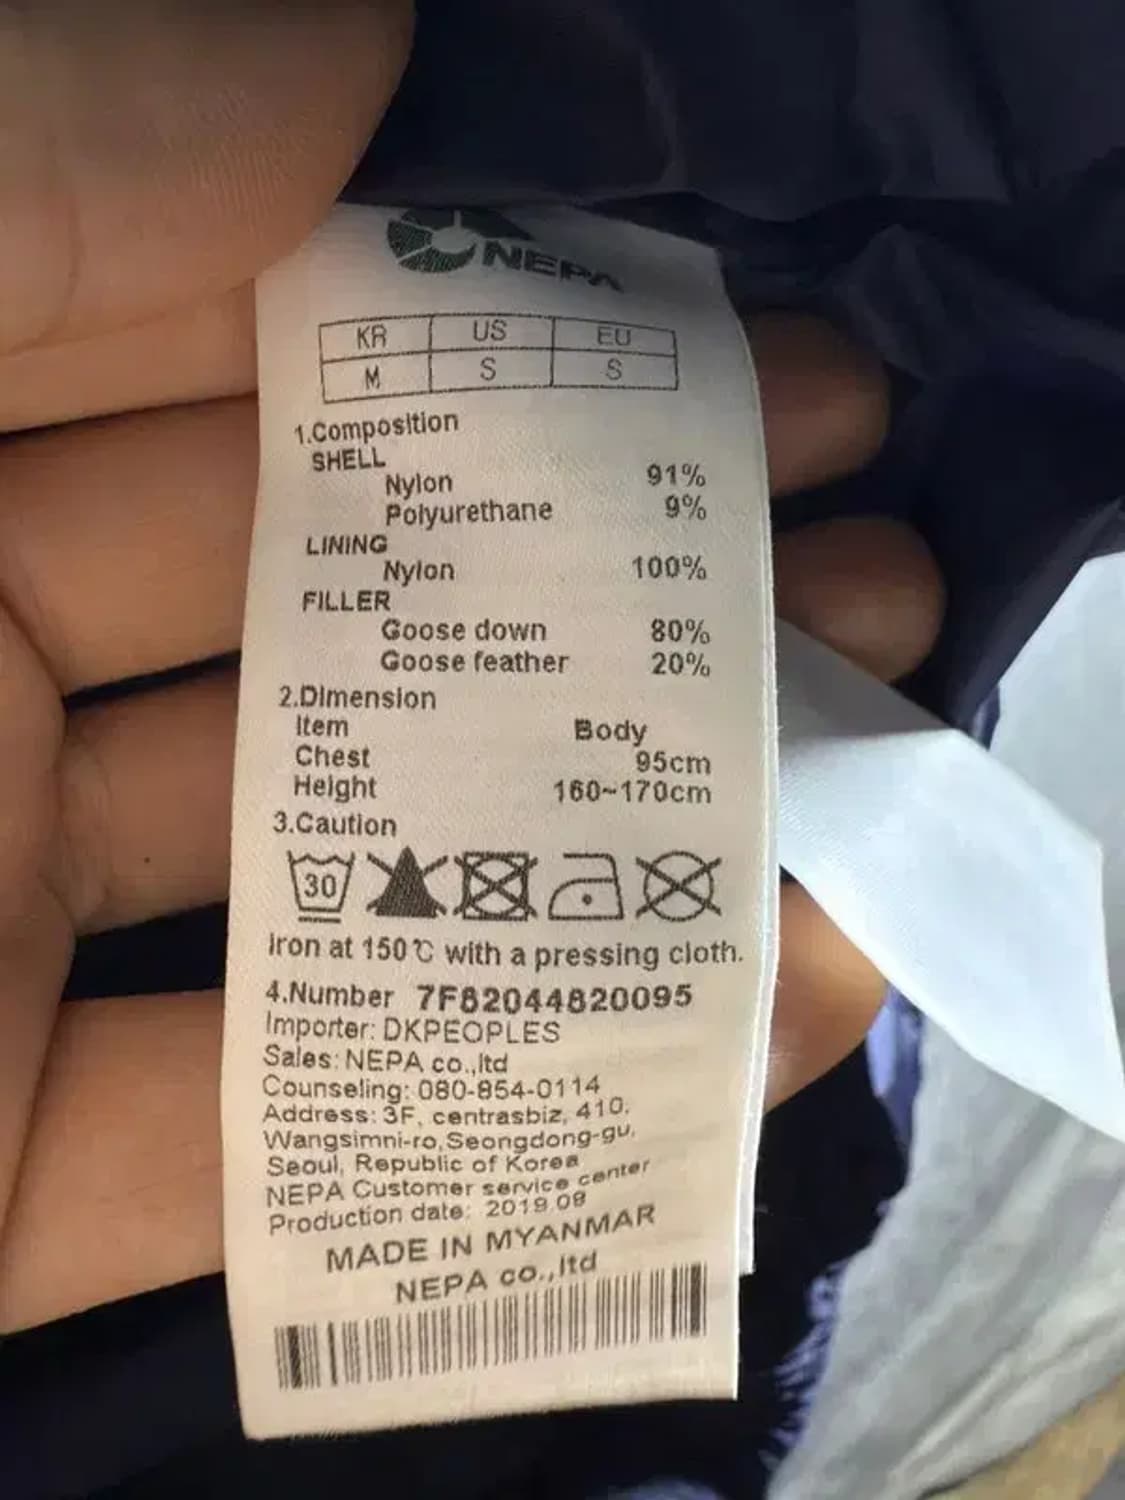 NEPA
KR US EU
M S S
1.Composition
SHELL
Nylon 91%
Polyurethane 9%
LINING
Nylon 100%
FILLER
Goose down 80%
Goose feather 20%
2.Dimension
Item Body
Chest 95cm
Height 160~170cm
3.Caution
30
Iron at 150℃ with a pressing cloth.
4.Number 7F82044820095
Importer: DKPEOPLES
Sales: NEPA co.,ltd
Counseling: 080-854-0114
Address: 3F, centrasbiz, 410,
Wangsimni-ro, Seongdong-gu,
Seoul, Republic of Korea
NEPA Customer service center
Production date: 2019.08
MADE IN MYANMAR
NEPA co.,ltd